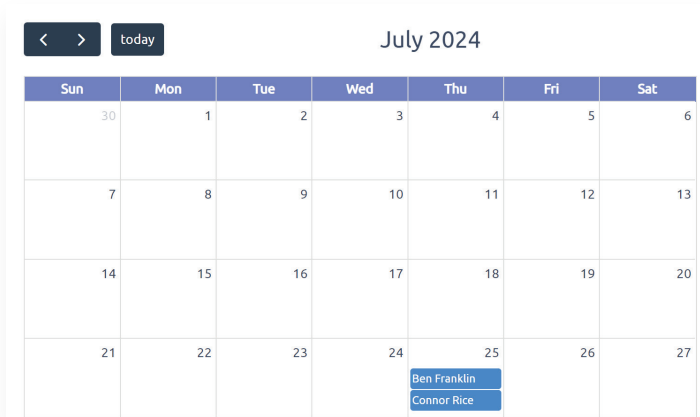 today
July 2024
Sun Mon Tue Wed Thu Fri Sat
30 1 2 3 4 5 6
7 8 9 10 11 12 13
14 15 16 17 18 19 20
21 22 23 24 25 26 27
Ben Franklin
Connor Rice